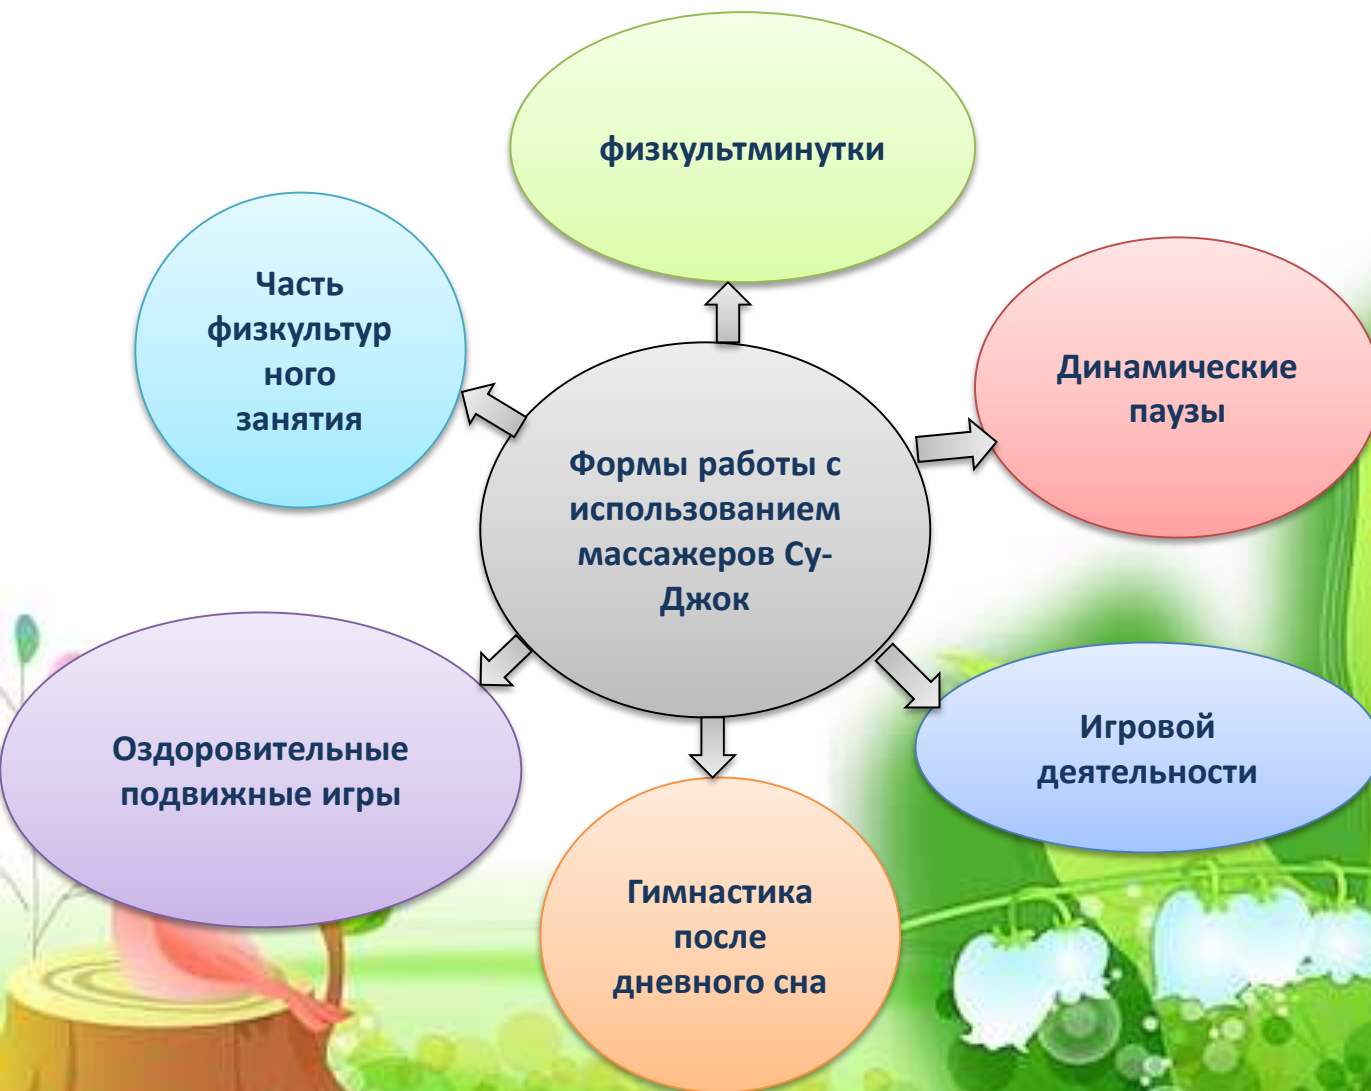 физкультминутки
Часть
физкультур
ного
занятия
Динамические
паузы
Формы работы с
использованием
массажеров Су-
Джок
Оздоровительные
подвижные игры
Игровой
деятельности
Гимнастика
после
дневного сна